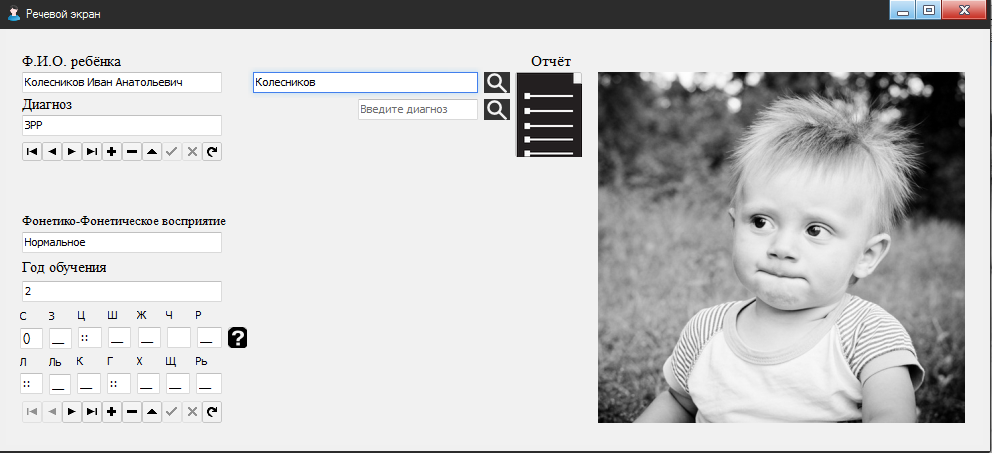 Речевой экран
Ф.И.О. ребёнка
Отчёт
Колесников Иван Анатольевич
Колесников
Диагноз
Введите диагноз
ЗРР
Фонетико-Фонетическое восприятие
Нормальное
Год обучения
2
С З Ц Ш Ж Ч Р
0 __ :: __ __ __ ?
Л Ль К Г Х Щ Рь
:: __ __ :: __ __ __